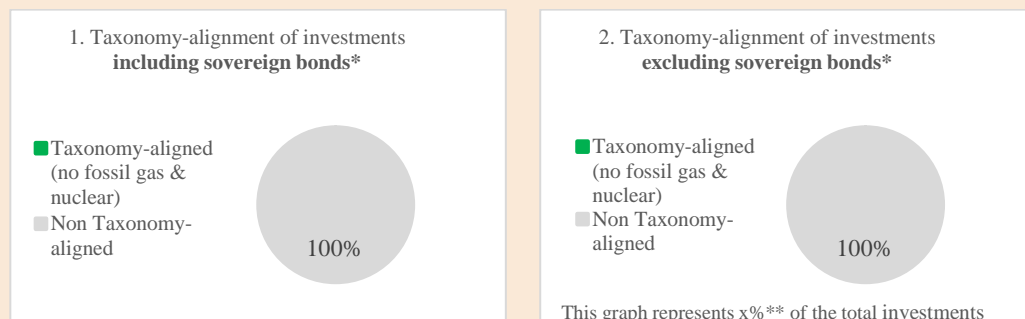 1. Taxonomy-alignment of investments
including sovereign bonds*
Taxonomy-aligned
(no fossil gas &
nuclear)
Non Taxonomy-
aligned
100%
2. Taxonomy-alignment of investments
excluding sovereign bonds*
Taxonomy-aligned
(no fossil gas &
nuclear)
Non Taxonomy-
aligned
100%
This graph represents x%** of the total investments